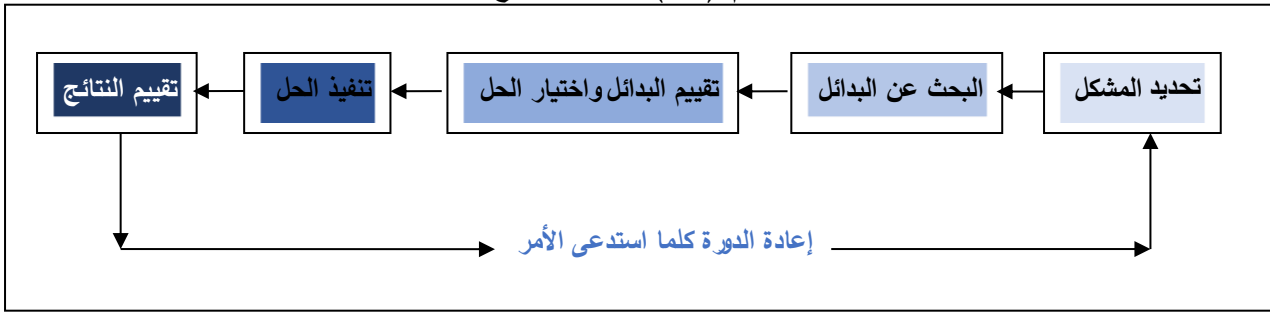 تحديد المشكل
البحث عن البدائل
تقييم البدائل واختيار الحل
تنفيذ الحل
تقييم النتائج
إعادة الدورة كلما استدعى الأمر